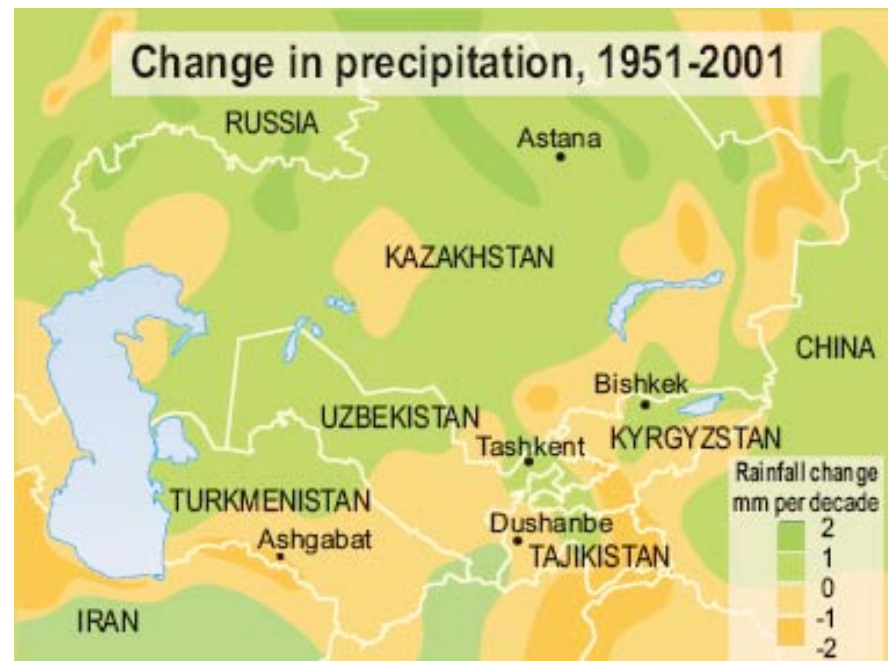 Change in precipitation, 1951-2001
RUSSIA
Astana
KAZAKHSTAN
CHINA
Bishkek
UZBEKISTAN
KYRGYZSTAN
Tashkent
Rainfall change
mm per decade
TURKMENISTAN
2
Dushanbe
Ashgabat
TAJIKISTAN
1
0
-1
IRAN
-2